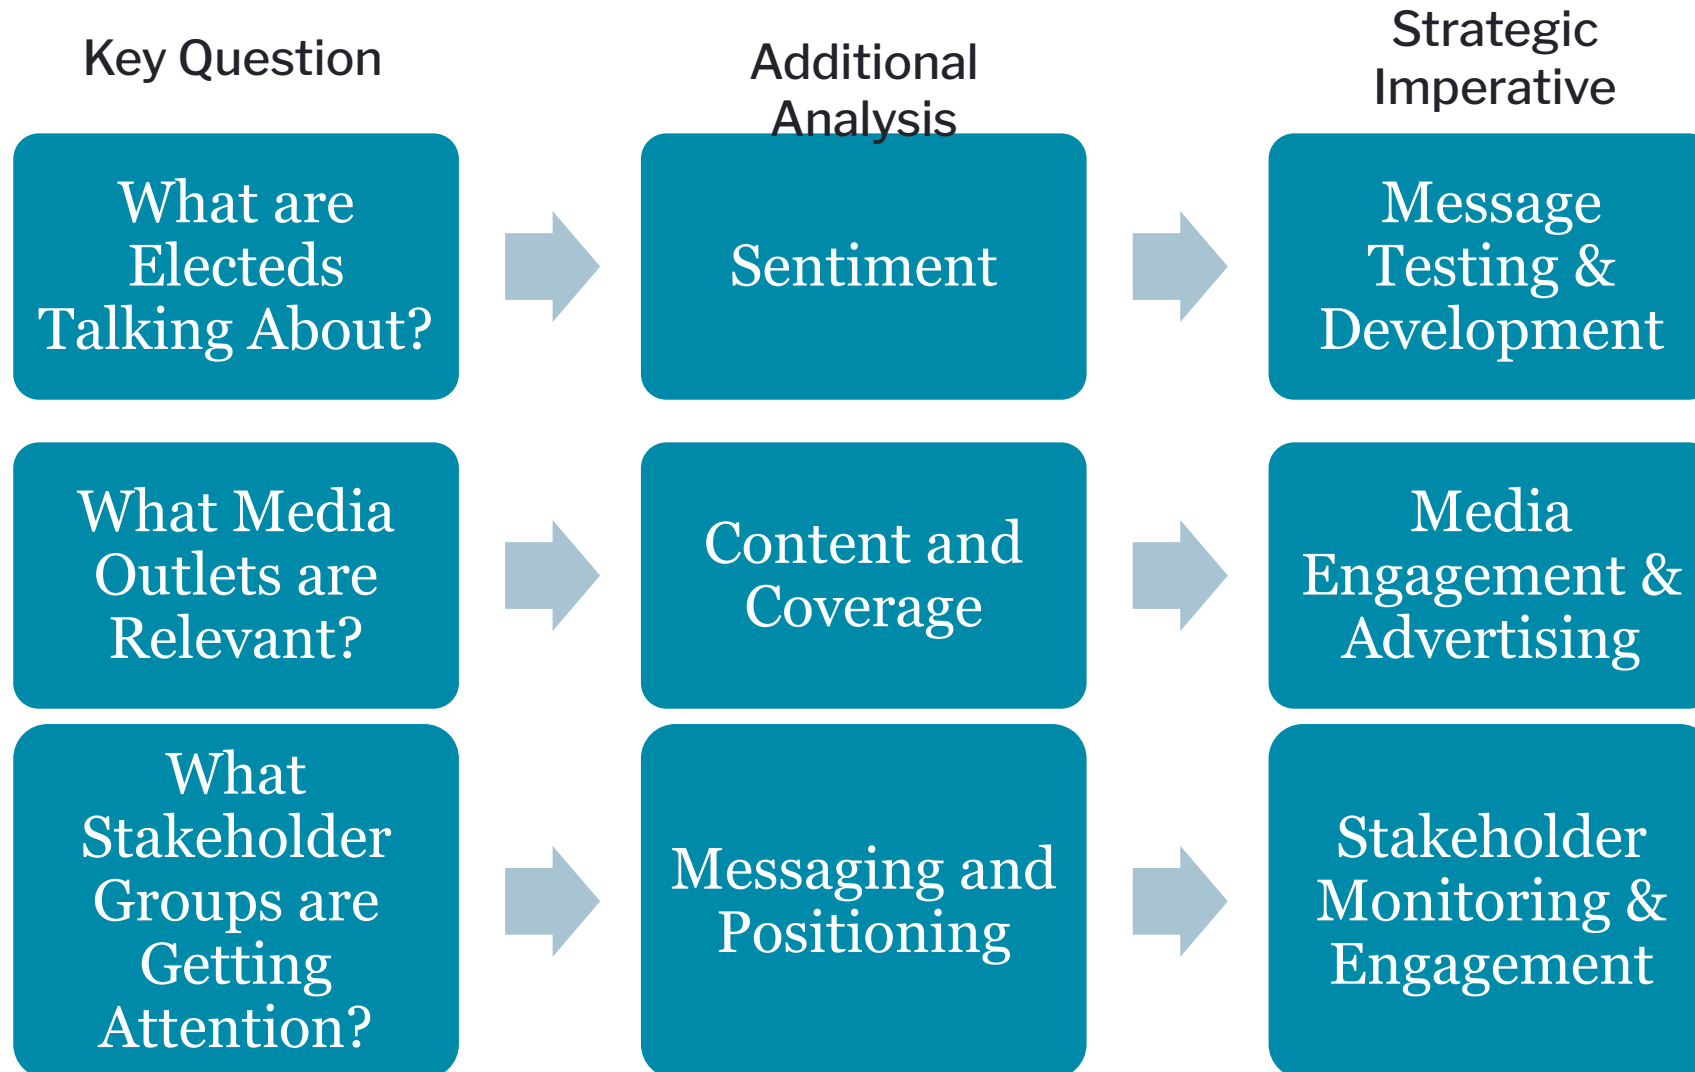 Key Question
Additional
Analysis
Strategic
Imperative
What are
Electeds
Talking About?
Sentiment
Message
Testing &
Development
What Media
Outlets are
Relevant?
Content and
Coverage
Media
Engagement &
Advertising
What
Stakeholder
Groups are
Getting
Attention?
Messaging and
Positioning
Stakeholder
Monitoring &
Engagement